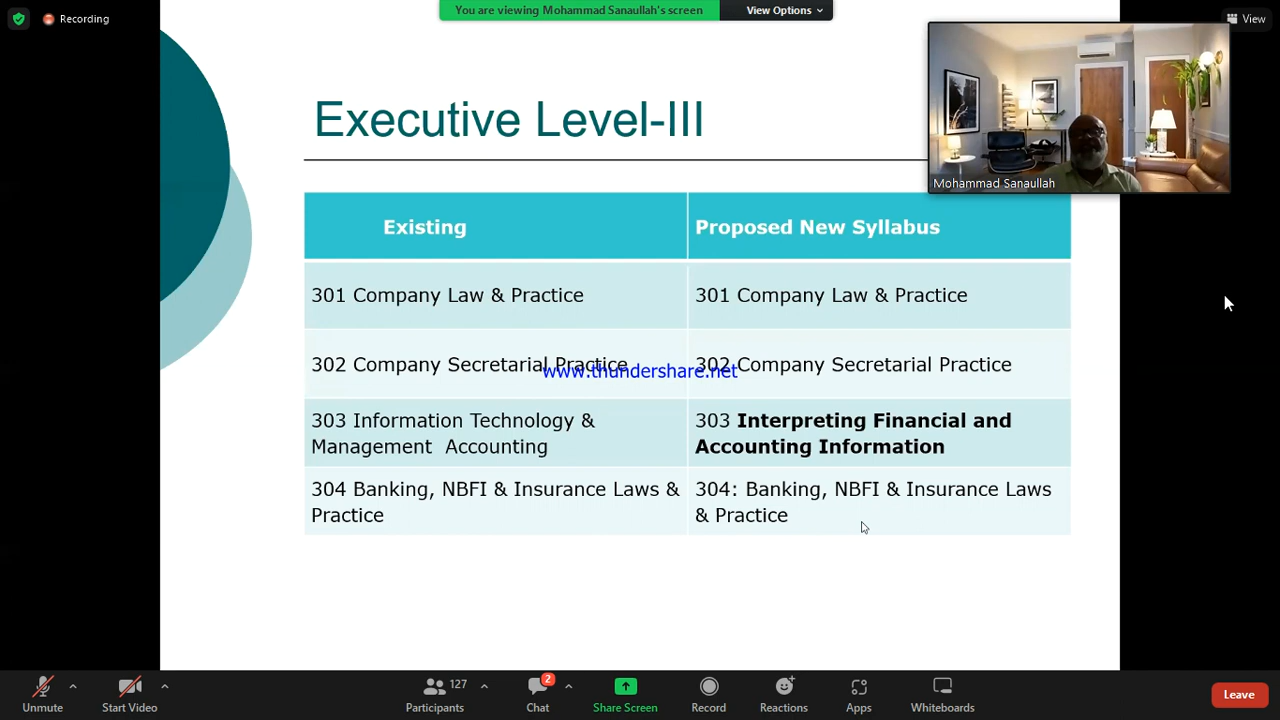 Recording
You are viewing Mohammad Sanaullah's screen
View Options
View
Executive Level-III
Mohammad Sanaullah
Existing
Proposed New Syllabus
301 Company Law & Practice
301 Company Law & Practice
302 Company Secretarial Practice
302 Company Secretarial Practice
www.thundershare.net
303 Information Technology &
Management Accounting
303 Interpreting Financial and
Accounting Information
304 Banking, NBFI & Insurance Laws &
Practice
304: Banking, NBFI & Insurance Laws
& Practice
Unmute
Start Video
127
Participants
2
Chat
Share Screen
Record
Reactions
Apps
Whiteboards
Leave